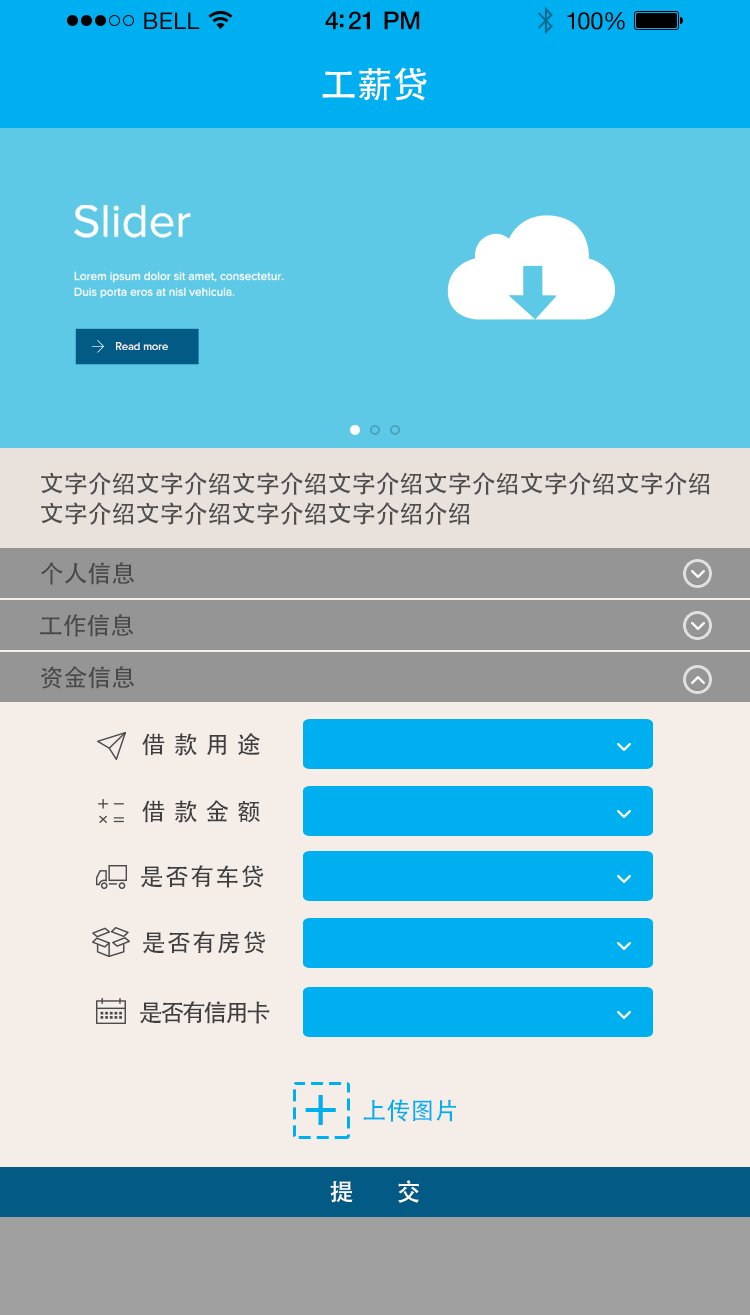 BELL 4:21 PM 100%
工薪贷
Slider
Lorem ipsum dolor sit amet, consectetur.
Duis porta eros at nisl vehicula.
Read more
文字介绍文字介绍文字介绍文字介绍文字介绍文字介绍文字介绍
文字介绍文字介绍文字介绍文字介绍介绍
个人信息
工作信息
资金信息
借款用途
借款金额
是否有车贷
是否有房贷
是否有信用卡
上传图片
提 交